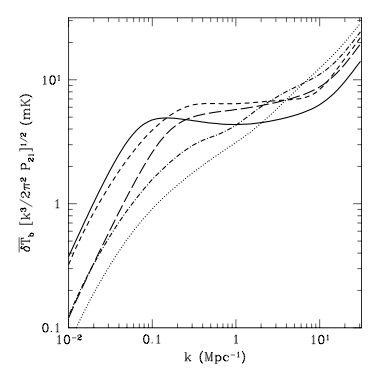 10¹
1
0.1
δT̅_b [k³/2π² P₂₁]^1/2 (mK)
10⁻² 0.1 1 10¹
k (Mpc⁻¹)